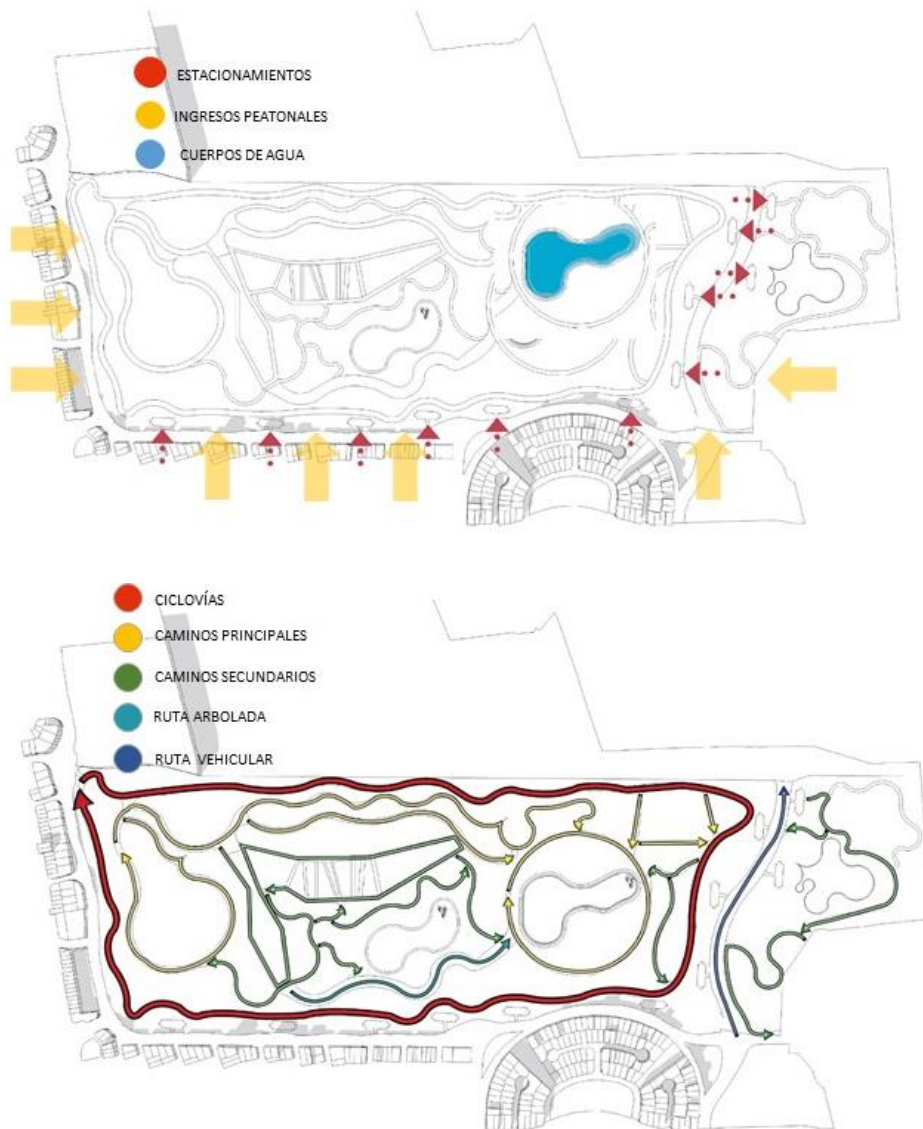 ESTACIONAMIENTOS
INGRESOS PEATONALES
CUERPOS DE AGUA
CICLOVÍAS
CAMINOS PRINCIPALES
CAMINOS SECUNDARIOS
RUTA ARBOLADA
RUTA VEHICULAR